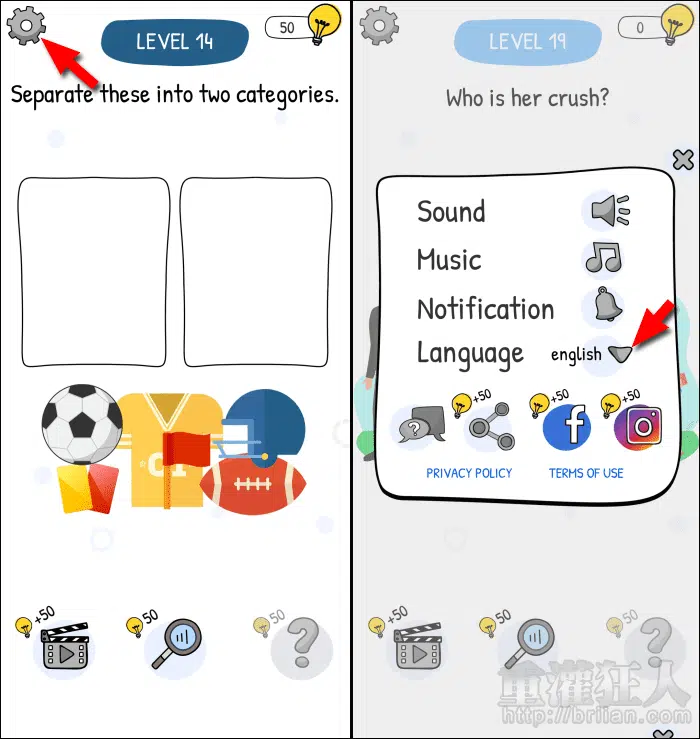 LEVEL 14
50
Separate these into two categories.
01
+50
50
50
LEVEL 19
0
Who is her crush?
Sound
Music
Notification
Language
english
+50
+50
+50
?
f
PRIVACY POLICY
TERMS OF USE
+50
50
50
重灌狂人
http://briian.com